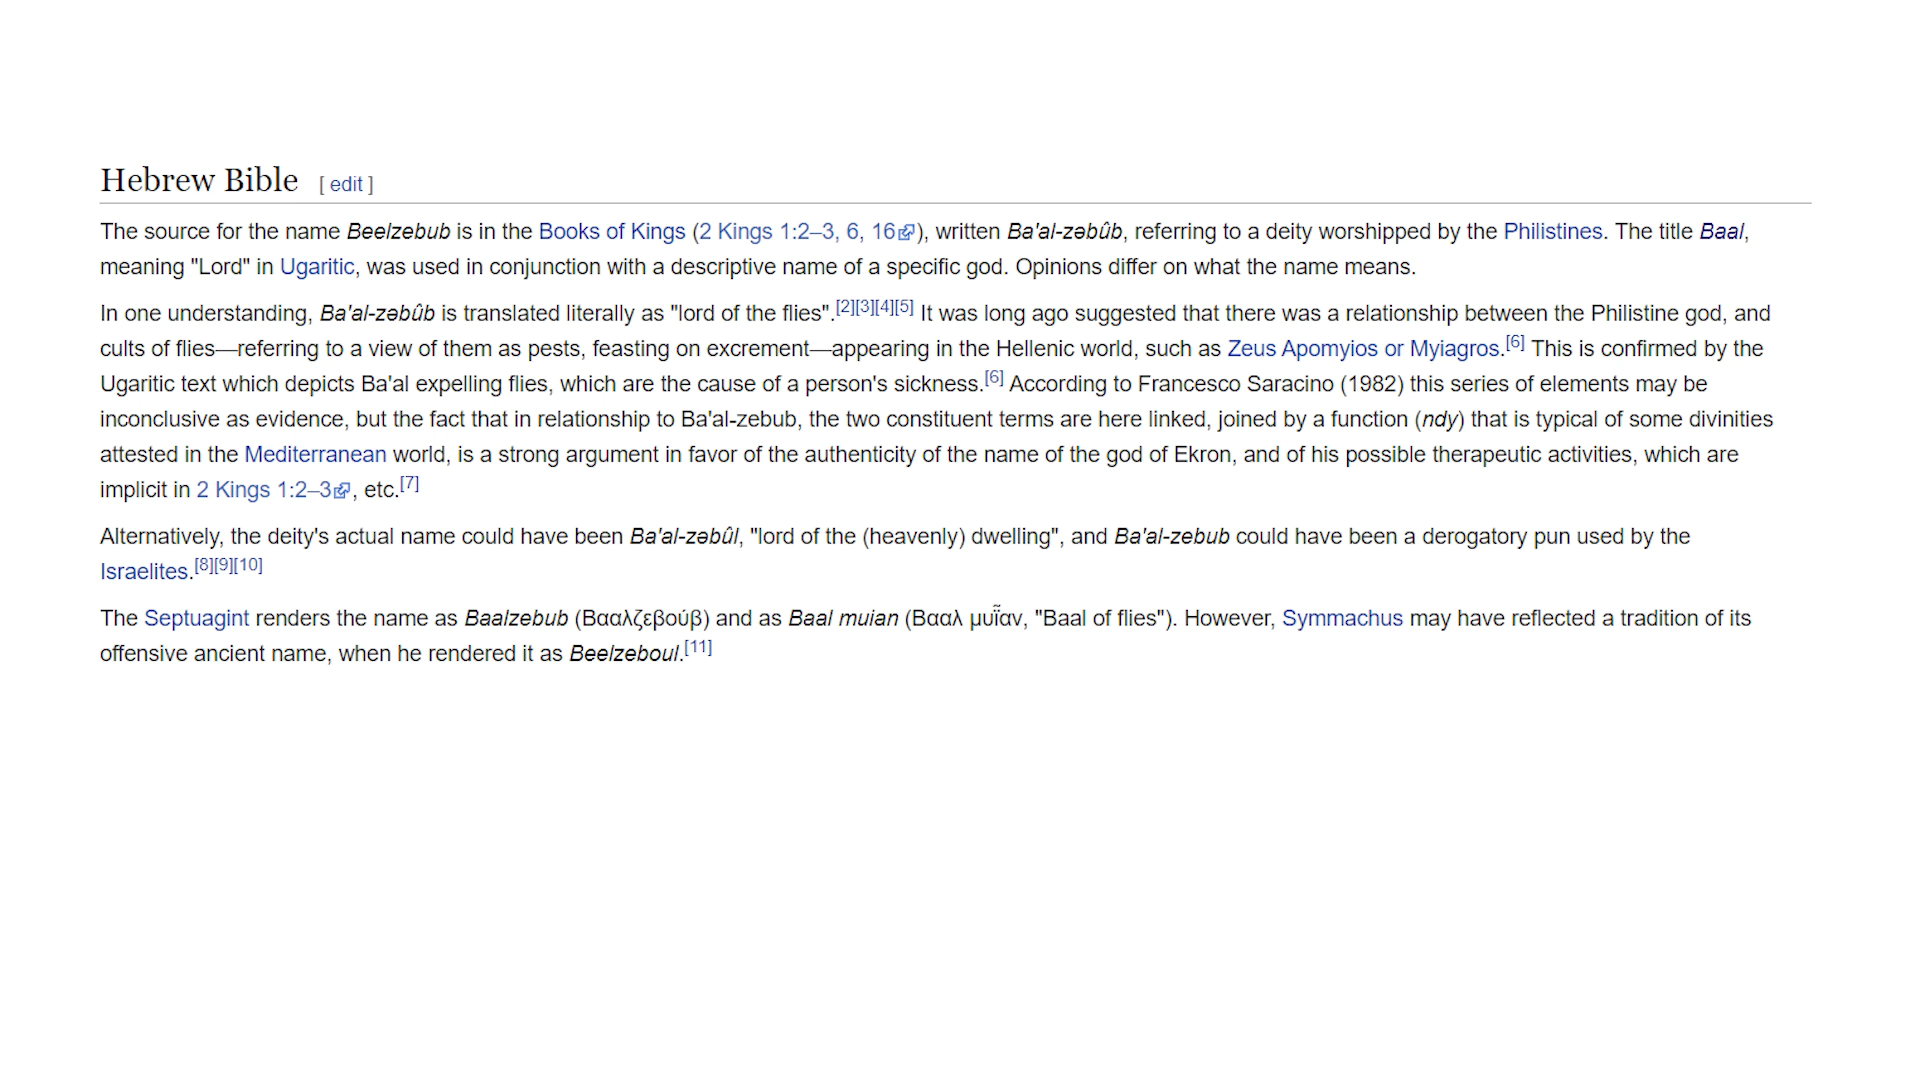 Hebrew Bible [ edit ]
The source for the name Beelzebub is in the Books of Kings (2 Kings 1:2–3, 6, 16), written Ba'al-zəbûb, referring to a deity worshipped by the Philistines. The title Baal,
meaning "Lord" in Ugaritic, was used in conjunction with a descriptive name of a specific god. Opinions differ on what the name means.
In one understanding, Ba'al-zəbûb is translated literally as "lord of the flies".[2][3][4][5] It was long ago suggested that there was a relationship between the Philistine god, and
cults of flies—referring to a view of them as pests, feasting on excrement—appearing in the Hellenic world, such as Zeus Apomyios or Myiagros.[6] This is confirmed by the
Ugaritic text which depicts Ba'al expelling flies, which are the cause of a person's sickness.[6] According to Francesco Saracino (1982) this series of elements may be
inconclusive as evidence, but the fact that in relationship to Ba'al-zebub, the two constituent terms are here linked, joined by a function (ndy) that is typical of some divinities
attested in the Mediterranean world, is a strong argument in favor of the authenticity of the name of the god of Ekron, and of his possible therapeutic activities, which are
implicit in 2 Kings 1:2–3, etc.[7]
Alternatively, the deity's actual name could have been Ba'al-zəbûl, "lord of the (heavenly) dwelling", and Ba'al-zebub could have been a derogatory pun used by the
Israelites.[8][9][10]
The Septuagint renders the name as Baalzebub (Βααλζεβούβ) and as Baal muian (Βααλ μυῗαν, "Baal of flies"). However, Symmachus may have reflected a tradition of its
offensive ancient name, when he rendered it as Beelzeboul.[11]